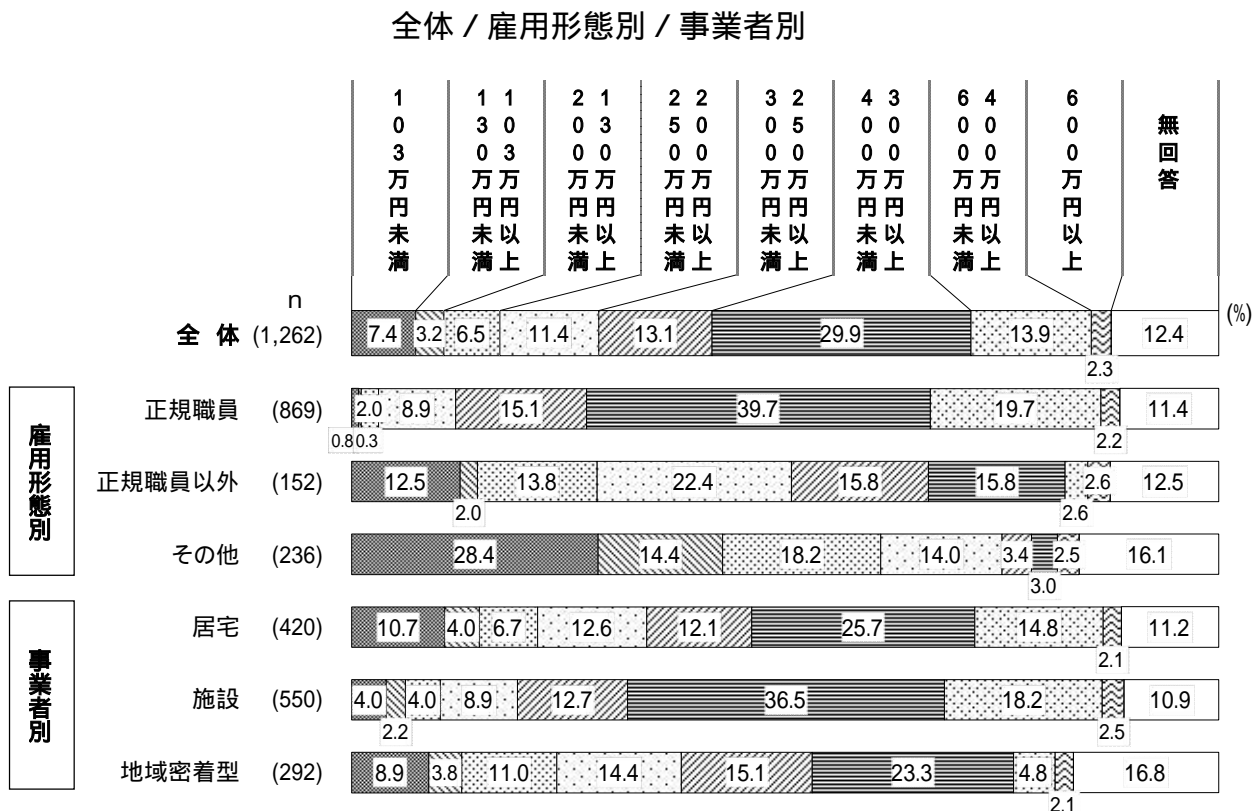 全体 / 雇用形態別 / 事業者別
103万円未満
103万円以上
130万円未満
130万円以上
200万円未満
200万円以上
250万円未満
250万円以上
300万円未満
300万円以上
400万円未満
400万円以上
600万円未満
600万円以上
無回答
n
(%)
全 体 (1,262) 7.4 3.2 6.5 11.4 13.1 29.9 13.9 12.4
2.3
雇用形態別
正規職員 (869) 2.0 8.9 15.1 39.7 19.7 11.4
0.8 0.3 2.2
正規職員以外 (152) 12.5 13.8 22.4 15.8 15.8 2.6 12.5
2.0 2.6
その他 (236) 28.4 14.4 18.2 14.0 3.4 2.5 16.1
3.0
事業者別
居宅 (420) 10.7 4.0 6.7 12.6 12.1 25.7 14.8 11.2
2.1
施設 (550) 4.0 4.0 8.9 12.7 36.5 18.2 10.9
2.2 2.5
地域密着型 (292) 8.9 3.8 11.0 14.4 15.1 23.3 4.8 16.8
2.1